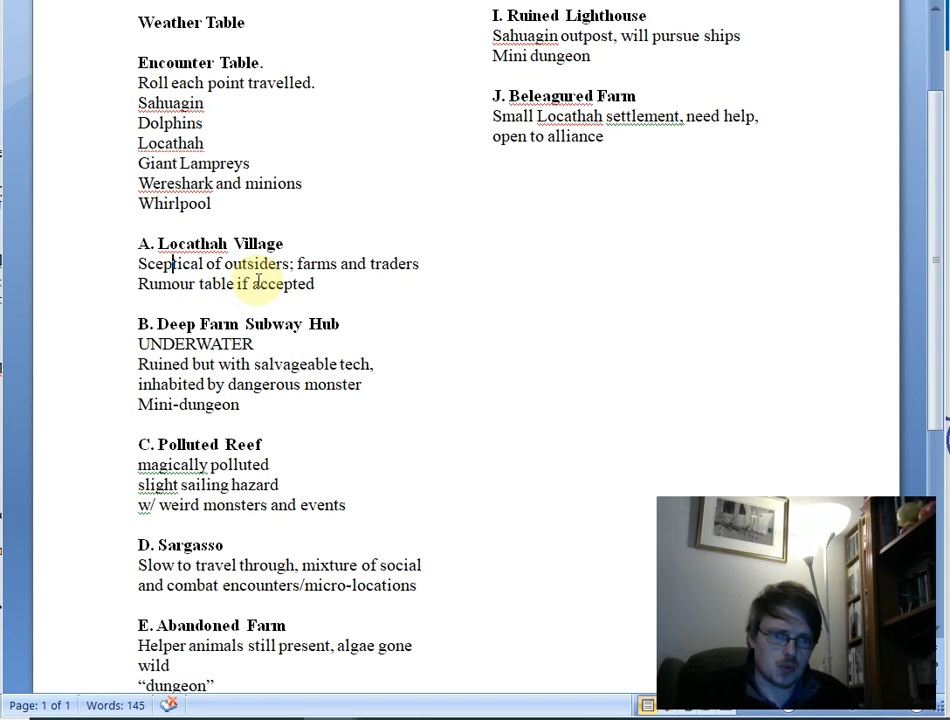 Weather Table
Encounter Table.
Roll each point travelled.
Sahuagin
Dolphins
Locathah
Giant Lampreys
Wereshark and minions
Whirlpool
A. Locathah Village
Sceptical of outsiders; farms and traders
Rumour table if accepted
B. Deep Farm Subway Hub
UNDERWATER
Ruined but with salvageable tech,
inhabited by dangerous monster
Mini-dungeon
C. Polluted Reef
magically polluted
slight sailing hazard
w/ weird monsters and events
D. Sargasso
Slow to travel through, mixture of social
and combat encounters/micro-locations
E. Abandoned Farm
Helper animals still present, algae gone
wild
“dungeon”
I. Ruined Lighthouse
Sahuagin outpost, will pursue ships
Mini dungeon
J. Beleagured Farm
Small Locathah settlement, need help,
open to alliance
Page: 1 of 1
Words: 145